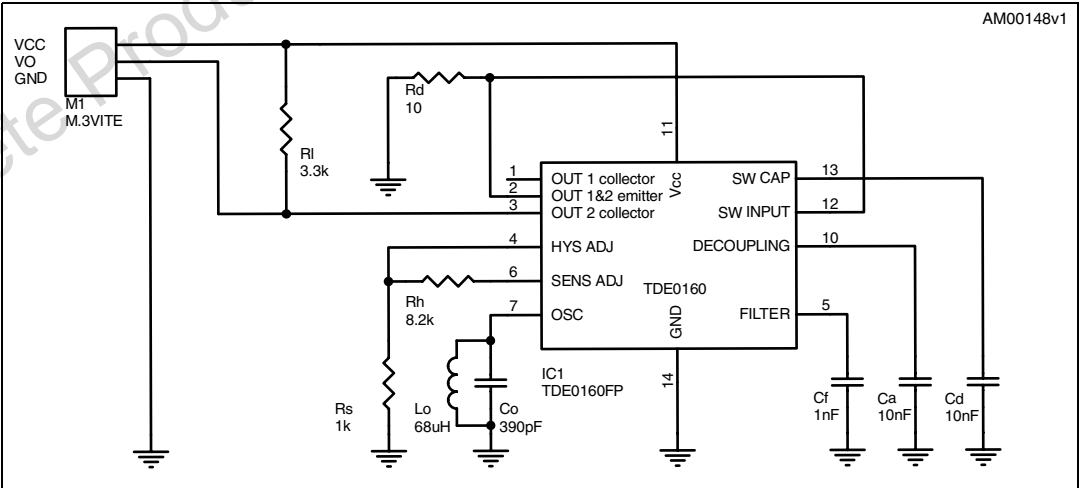 AM00148v1
VCC
VO
GND
M1
M.3VITE
Rl
3.3k
Rd
10
11
1
2
3
4
6
7
OUT 1 collector
OUT 1&2 emitter
OUT 2 collector
HYS ADJ
SENS ADJ
OSC
Vcc
SW CAP
SW INPUT
DECOUPLING
FILTER
TDE0160
GND
13
12
10
5
14
IC1
TDE0160FP
Rh
8.2k
Rs
1k
Lo
68uH
Co
390pF
Cf
1nF
Ca
10nF
Cd
10nF